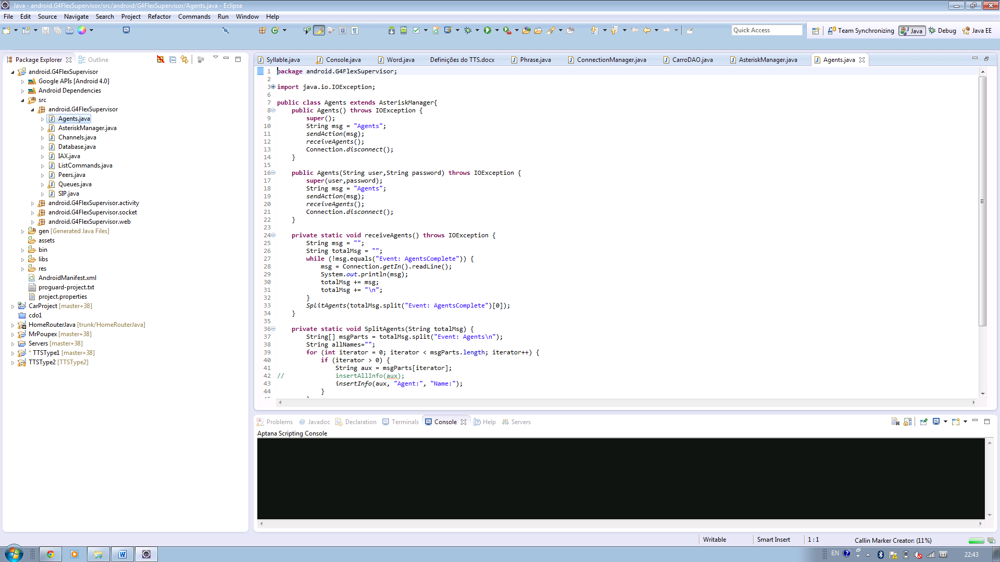 Java - android.G4FlexSupervisor/src/android/G4FlexSupervisor/Agents.java - Eclipse
File Edit Source Navigate Search Project Refactor Commands Run Window Help
Quick Access
Team Synchronizing Java Debug Java EE
Package Explorer Outline
android.G4FlexSupervisor
Google APIs [Android 4.0]
Android Dependencies
src
android.G4FlexSupervisor
Agents.java
AsteriskManager.java
Channels.java
Database.java
IAX.java
ListCommands.java
Peers.java
Queues.java
SIP.java
android.G4FlexSupervisor.activity
android.G4FlexSupervisor.socket
android.G4FlexSupervisor.web
gen [Generated Java Files]
assets
bin
libs
res
AndroidManifest.xml
proguard-project.txt
project.properties
CarProject [master+38]
cdo1
HomeRouterJava [trunk/HomeRouterJava]
MrPoupex [master+38]
Servers [master+38]
* TTSType1 [master+38]
TTSType2 [TTSType2]
Syllable.java Console.java Word.java Definições do TTS.docx Phrase.java ConnectionManager.java CarroDAO.java AsteriskManager.java Agents.java
1 package android.G4FlexSupervisor;
2
3 import java.io.IOException;
6
7 public class Agents extends AsteriskManager{
8 public Agents() throws IOException {
9 super();
10 String msg = "Agents";
11 sendAction(msg);
12 receiveAgents();
13 Connection.disconnect();
14 }
15
16 public Agents(String user,String password) throws IOException {
17 super(user,password);
18 String msg = "Agents";
19 sendAction(msg);
20 receiveAgents();
21 Connection.disconnect();
22 }
23
24 private static void receiveAgents() throws IOException {
25 String msg = "";
26 String totalMsg = "";
27 while (!msg.equals("Event: AgentsComplete")) {
28 msg = Connection.getIn().readLine();
29 System.out.println(msg);
30 totalMsg += msg;
31 totalMsg += "\n";
32 }
33 SplitAgents(totalMsg.split("Event: AgentsComplete")[0]);
34 }
35
36 private static void SplitAgents(String totalMsg) {
37 String[] msgParts = totalMsg.split("Event: Agents\n");
38 String allNames="";
39 for (int iterator = 0; iterator < msgParts.length; iterator++) {
40 if (iterator > 0) {
41 String aux = msgParts[iterator];
42 // insertAllInfo(aux);
43 insertInfo(aux, "Agent:", "Name:");
44 }
Problems @ Javadoc Declaration Terminals Console Help Servers
Aptana Scripting Console
Writable Smart Insert 1 : 1 Callin Marker Creator: (11%)
EN 22:43